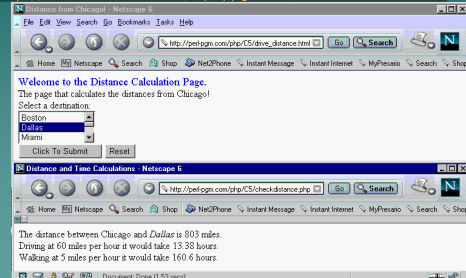 Distance from Chicago! - Netscape 6
File Edit View Search Go Bookmarks Tasks Help
http://perl-pgm.com/php/C5/drive_distance.html Go Search
Home Netscape Net2Phone Shop Net2Phone Instant Message Instant Internet MyPresario Search Shop
Welcome to the Distance Calculation Page.
The page that calculates the distances from Chicago!
Select a destination:
Boston
Dallas
Miami
Click To Submit Reset
Distance and Time Calculations - Netscape 6
http://perl-pgm.com/php/C5/checkdistance.php Go Search
Home Netscape Search Shop Net2Phone Instant Message Instant Internet MyPresario Search Shop
The distance between Chicago and Dallas is 803 miles.
Driving at 60 miles per hour it would take 13.38 hours.
Walking at 5 miles per hour it would take 160.6 hours.
Document: Done (1.53 secs)